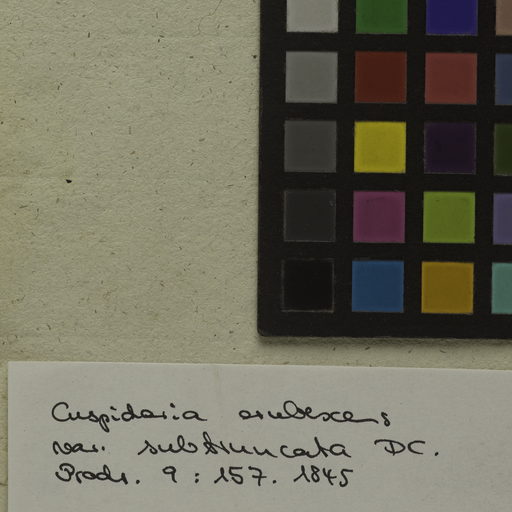 Cuspidaria erubescens
var. subtruncata DC.
Prodr. 9 : 157. 1845